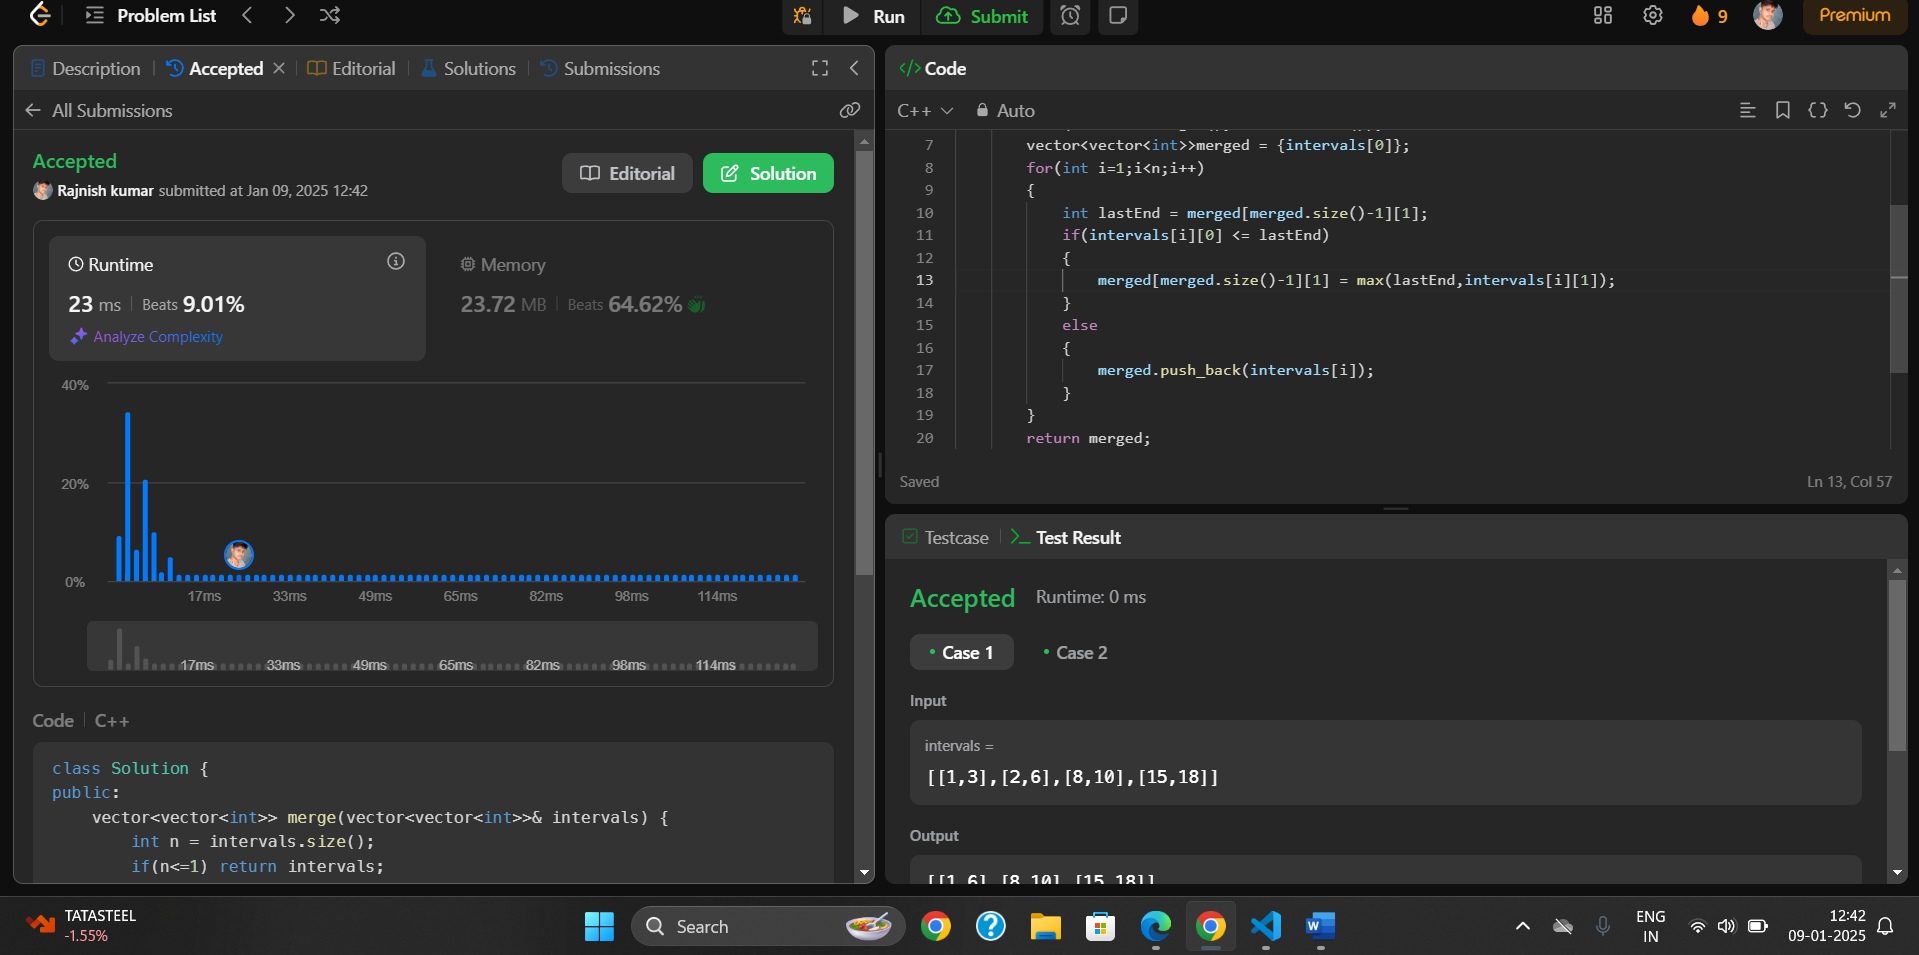 Problem List
Run
Submit
9
Premium
Description
Accepted
Editorial
Solutions
Submissions
All Submissions
Accepted
Rajnish kumar submitted at Jan 09, 2025 12:42
Editorial
Solution
Runtime
23 ms | Beats 9.01%
Analyze Complexity
Memory
23.72 MB | Beats 64.62%
40%
20%
0%
17ms 33ms 49ms 65ms 82ms 98ms 114ms
17ms 33ms 49ms 65ms 82ms 98ms 114ms
Code | C++
class Solution {
public:
    vector<vector<int>> merge(vector<vector<int>>& intervals) {
        int n = intervals.size();
        if(n<=1) return intervals;
</> Code
C++
Auto
7 vector<vector<int>>merged = {intervals[0]};
8 for(int i=1;i<n;i++)
9 {
10 int lastEnd = merged[merged.size()-1][1];
11 if(intervals[i][0] <= lastEnd)
12 {
13 merged[merged.size()-1][1] = max(lastEnd,intervals[i][1]);
14 }
15 else
16 {
17 merged.push_back(intervals[i]);
18 }
19 }
20 return merged;
Saved
Ln 13, Col 57
Testcase
Test Result
Accepted
Runtime: 0 ms
• Case 1
• Case 2
Input
intervals =
[[1,3],[2,6],[8,10],[15,18]]
Output
[[1,6],[8,10],[15,18]]
TATASTEEL
-1.55%
Search
ENG
IN
12:42
09-01-2025